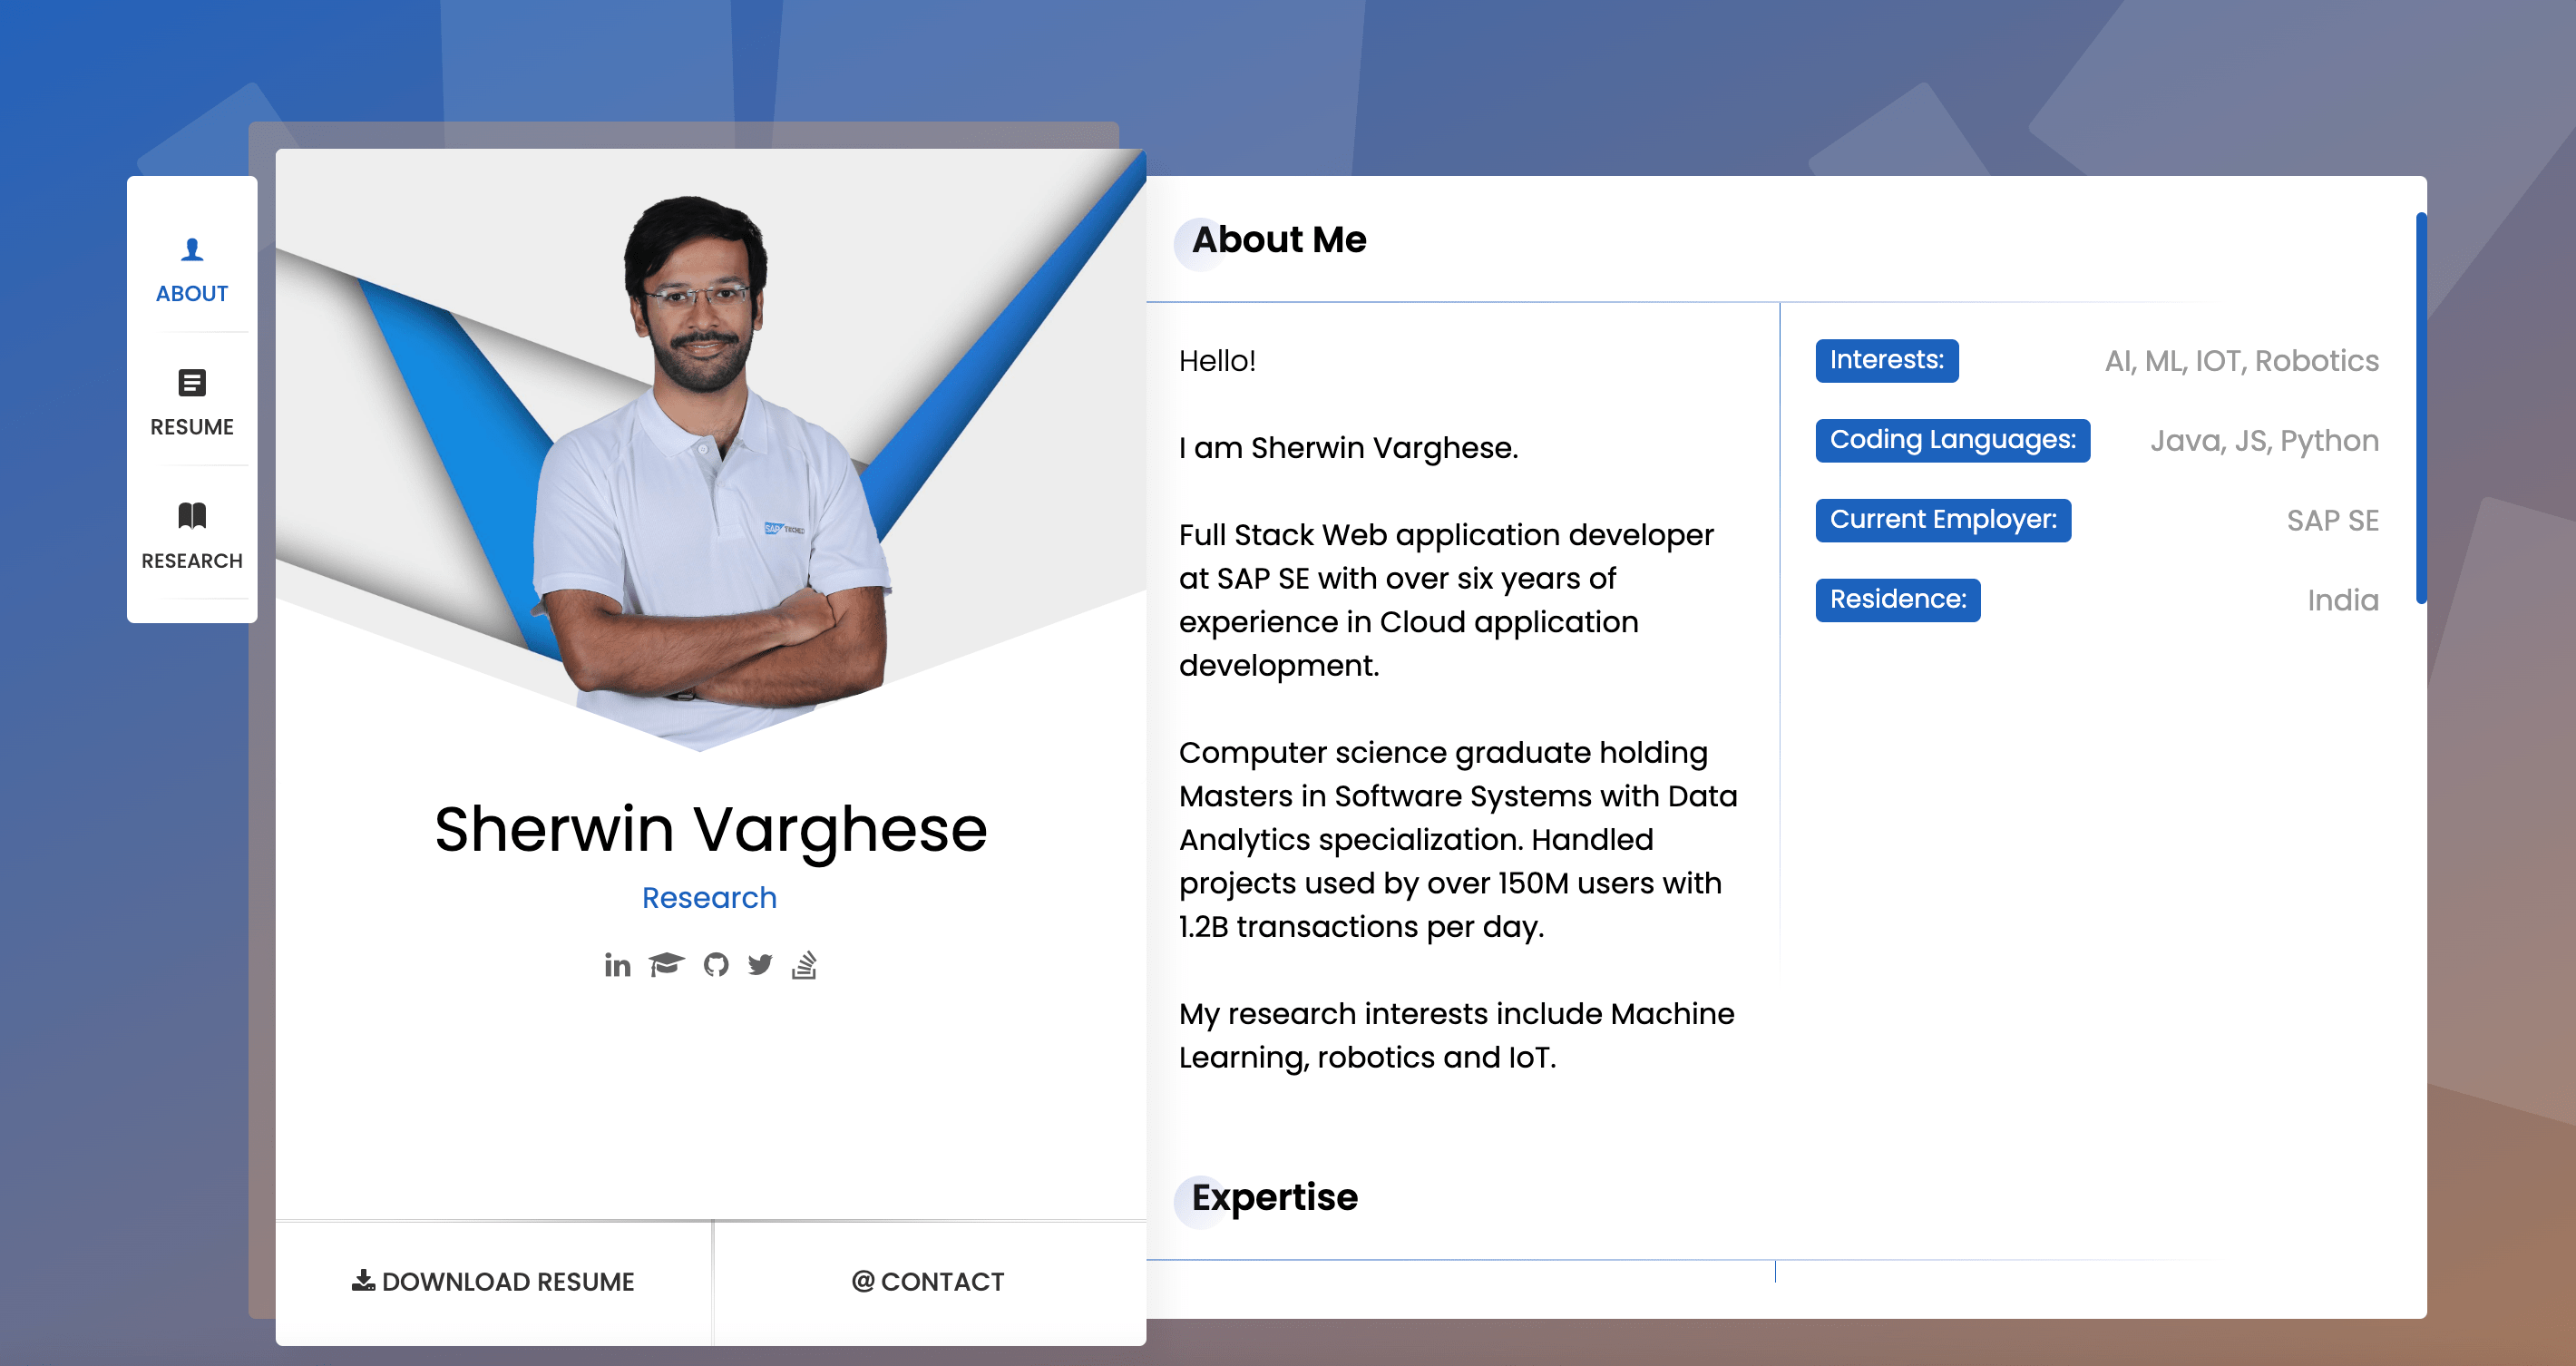 ABOUT
RESUME
RESEARCH
SAP TECHED
Sherwin Varghese
Research
in
DOWNLOAD RESUME
@ CONTACT
About Me
Hello!
I am Sherwin Varghese.
Full Stack Web application developer
at SAP SE with over six years of
experience in Cloud application
development.
Computer science graduate holding
Masters in Software Systems with Data
Analytics specialization. Handled
projects used by over 150M users with
1.2B transactions per day.
My research interests include Machine
Learning, robotics and IoT.
Interests: AI, ML, IOT, Robotics
Coding Languages: Java, JS, Python
Current Employer: SAP SE
Residence: India
Expertise